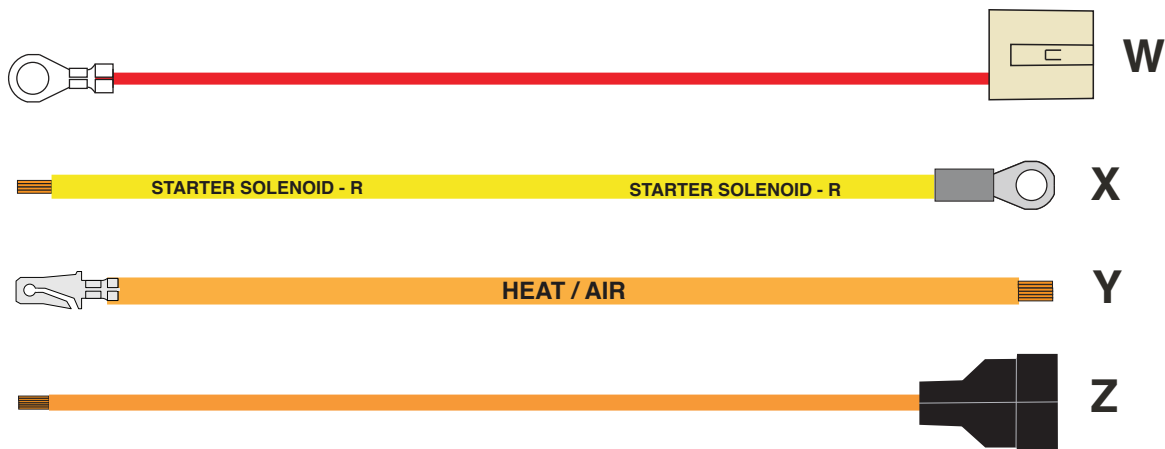 W
STARTER SOLENOID - R STARTER SOLENOID - R X
HEAT / AIR Y
Z